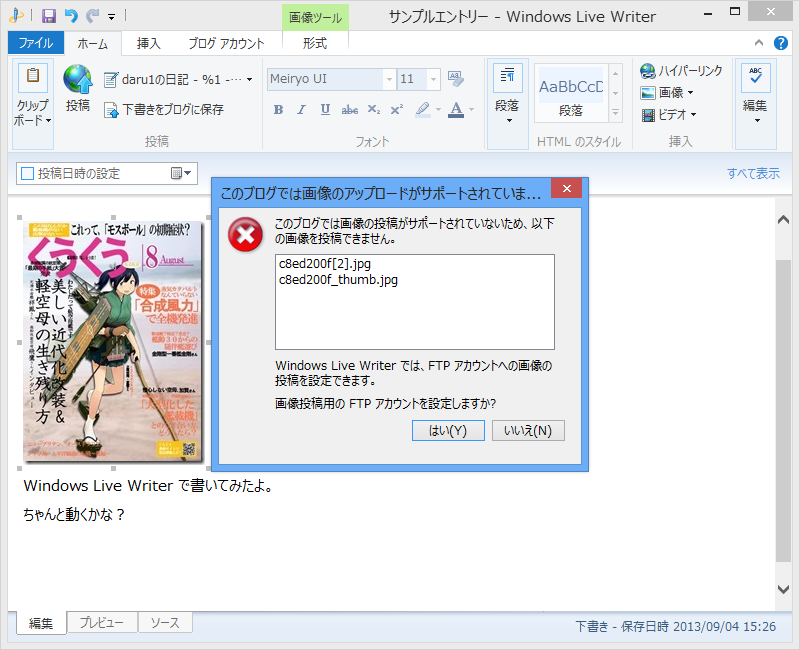 画像ツール
サンプルエントリー - Windows Live Writer
ファイル
ホーム
挿入
ブログ アカウント
形式
クリップ
ボード
投稿
daru1の日記 - %1 -...
下書きをブログに保存
投稿
Meiryo UI
11
B I U abc X₂ X² A
フォント
段落
AaBbCcD
段落
HTML のスタイル
ハイパーリンク
画像
ビデオ
挿入
ABC
編集
投稿日時の設定
すべて表示
このブログでは画像のアップロードがサポートされていま...
このブログでは画像の投稿がサポートされていないため、以下
の画像を投稿できません。
c8ed200f[2].jpg
c8ed200f_thumb.jpg
Windows Live Writer では、FTP アカウントへの画像の
投稿を設定できます。
画像投稿用の FTP アカウントを設定しますか?
はい(Y)
いいえ(N)
これって、「モスボール」の初期症状?
くうくう
8 August
特集
「合成風力」
で全機発進
美しい近代化改装&
軽空母の生き残り方
Windows Live Writer で書いてみたよ。
ちゃんと動くかな?
編集
プレビュー
ソース
下書き - 保存日時 2013/09/04 15:26